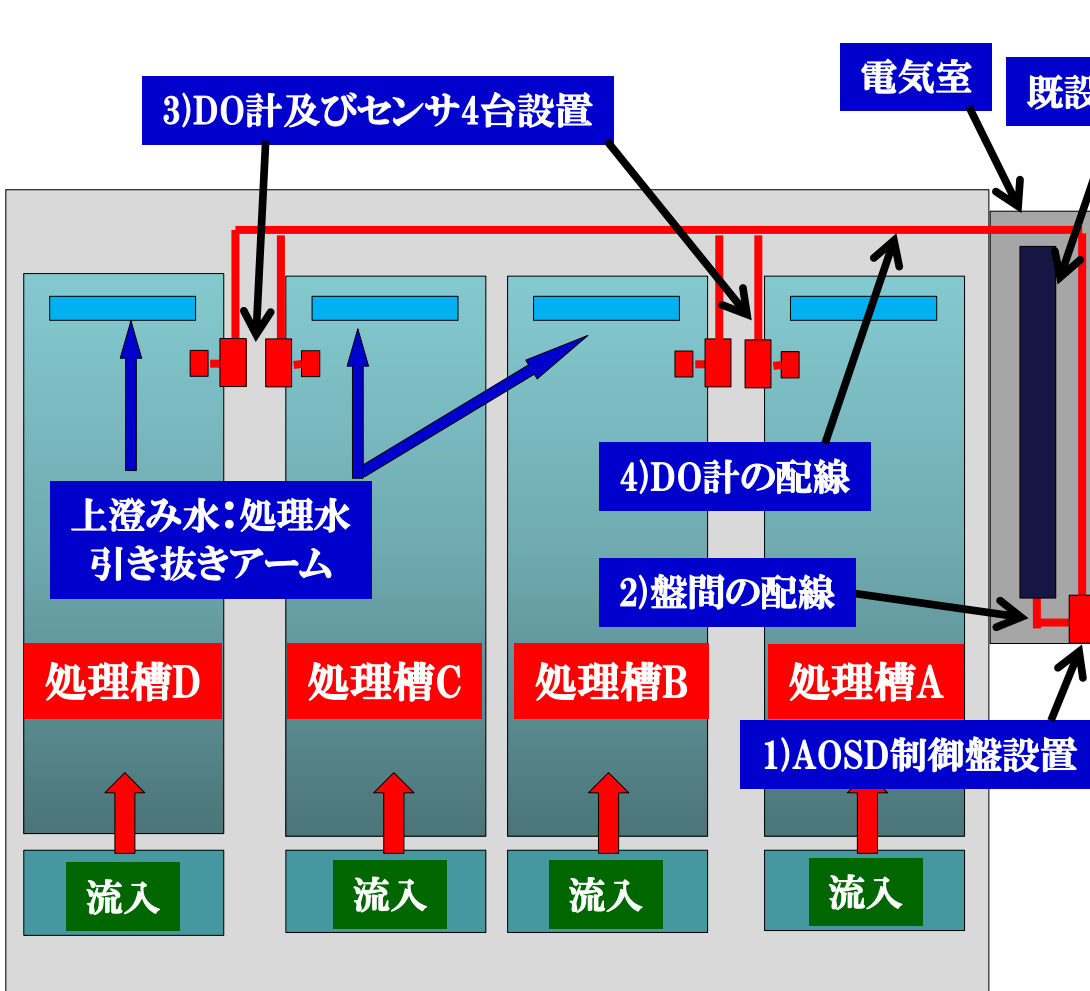 電気室
既設
3)DO計及びセンサ4台設置
4)DO計の配線
上澄み水：処理水
引き抜きアーム
2)盤間の配線
処理槽D
処理槽C
処理槽B
処理槽A
1)AOSD制御盤設置
流入
流入
流入
流入